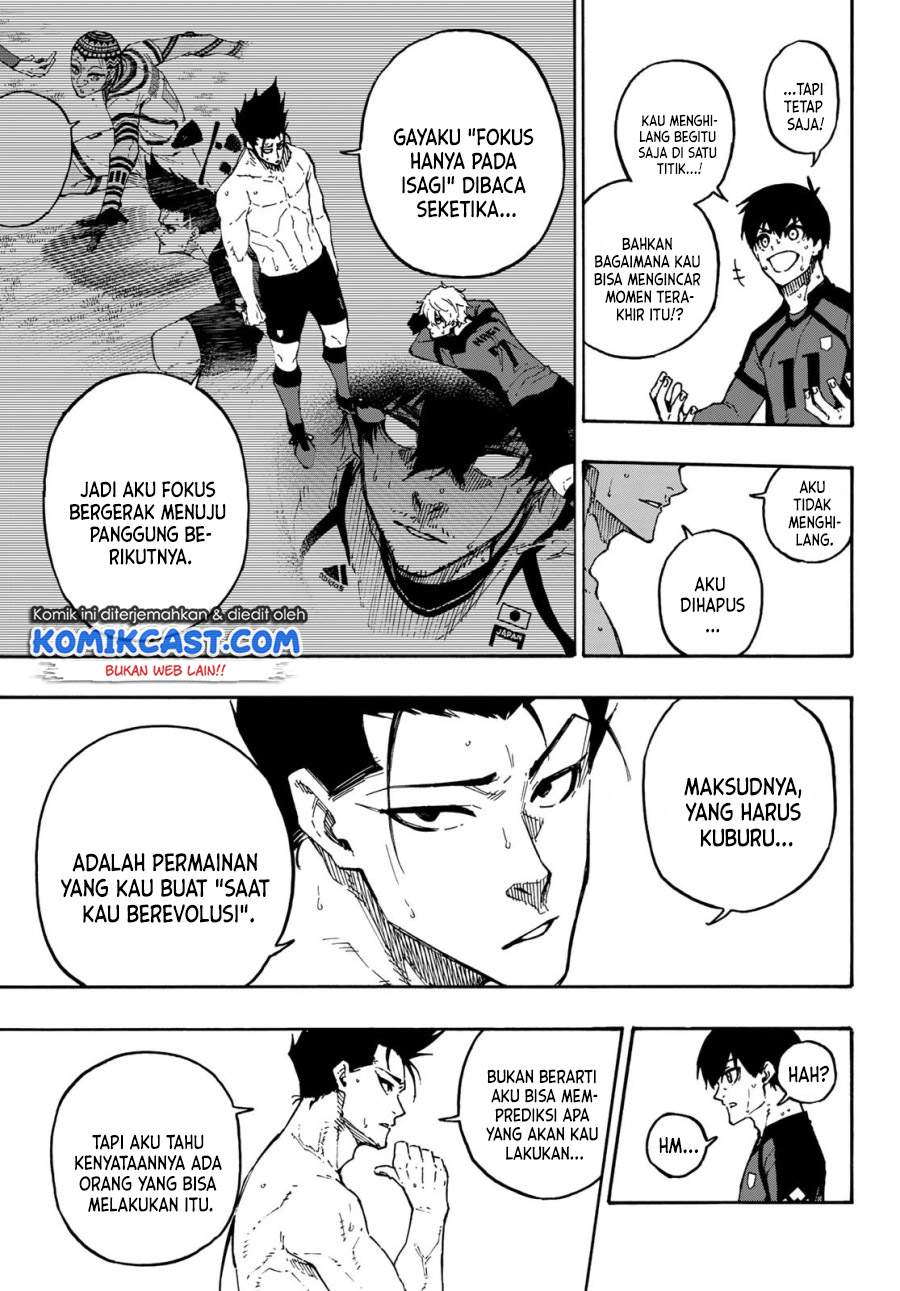 ...TAPI
TETAP
SAJA!
KAU MENGHI-
LANG BEGITU
SAJA DI SATU
TITIK...!
BAHKAN
BAGAIMANA KAU
BISA MENGINCAR
MOMEN TERA-
KHIR ITU!?
11
AKU
TIDAK
MENGHI-
LANG.
AKU
DIHAPUS
...
GAYAKU "FOKUS
HANYA PADA
ISAGI" DIBACA
SEKETIKA...
JADI AKU FOKUS
BERGERAK MENUJU
PANGGUNG BE-
RIKUTNYA.
adidas
JAPAN
Komik ini diterjemahkan & diedit oleh
KOMIKCAST.COM
BUKAN WEB LAIN!!
MAKSUDNYA,
YANG HARUS
KUBURU...
ADALAH PERMAINAN
YANG KAU BUAT "SAAT
KAU BEREVOLUSI".
HAH?
HM...
BUKAN BERARTI
AKU BISA MEM-
PREDIKSI APA
YANG AKAN KAU
LAKUKAN...
TAPI AKU TAHU
KENYATAANNYA ADA
ORANG YANG BISA
MELAKUKAN ITU.